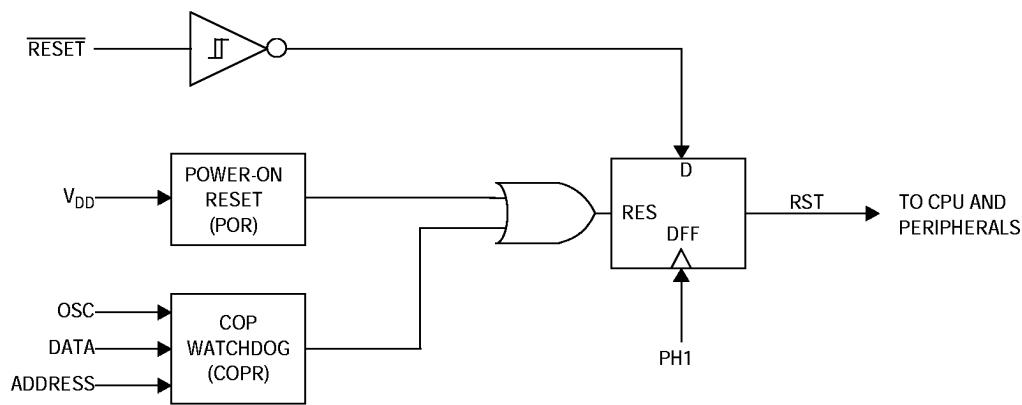 RESET
D
POWER-ON
RESET
(POR)
V_DD
RES
DFF
RST
TO CPU AND
PERIPHERALS
OSC
DATA
ADDRESS
COP
WATCHDOG
(COPR)
PH1